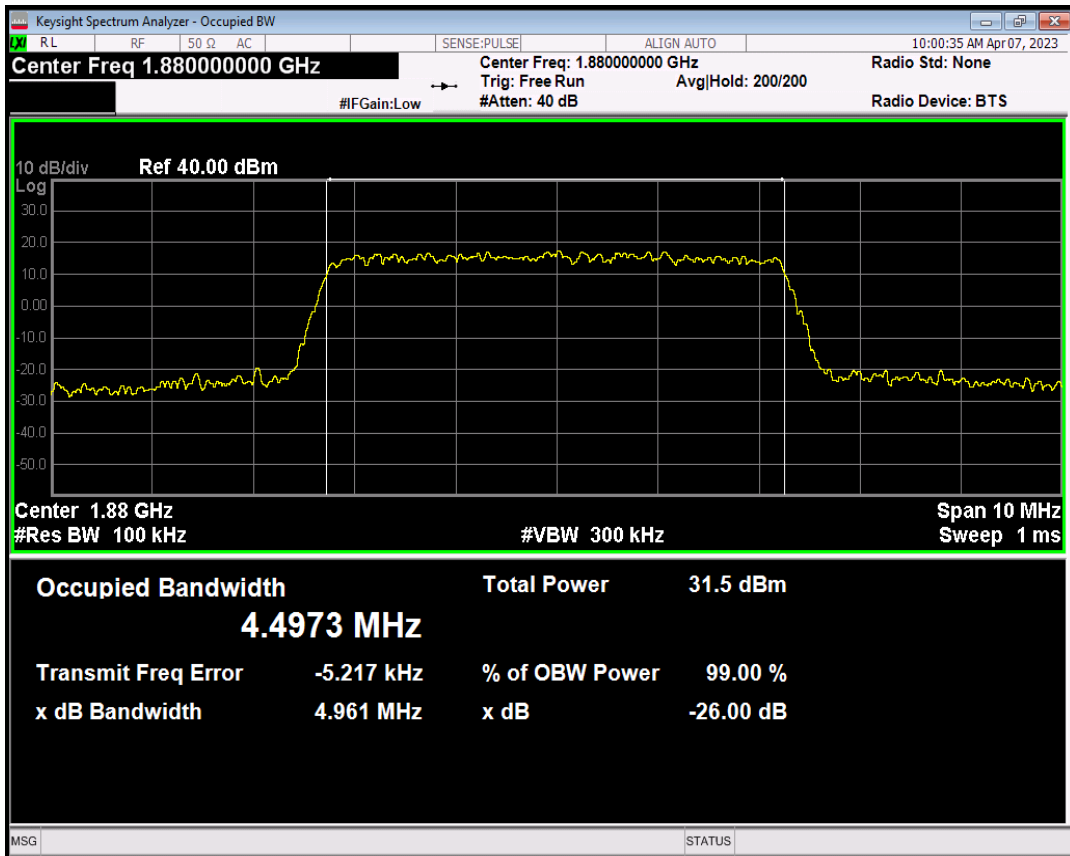 Keysight Spectrum Analyzer - Occupied BW
LXI RL RF 50 Ω AC SENSE:PULSE ALIGN AUTO 10:00:35 AM Apr 07, 2023
Center Freq 1.880000000 GHz Center Freq: 1.880000000 GHz Radio Std: None
Trig: Free Run Avg|Hold: 200/200
#IFGain:Low #Atten: 40 dB Radio Device: BTS
10 dB/div Ref 40.00 dBm
Log
30.0
20.0
10.0
0.00
-10.0
-20.0
-30.0
-40.0
-50.0
Center 1.88 GHz Span 10 MHz
#Res BW 100 kHz #VBW 300 kHz Sweep 1 ms
Occupied Bandwidth Total Power 31.5 dBm
4.4973 MHz
Transmit Freq Error -5.217 kHz % of OBW Power 99.00 %
x dB Bandwidth 4.961 MHz x dB -26.00 dB
MSG STATUS